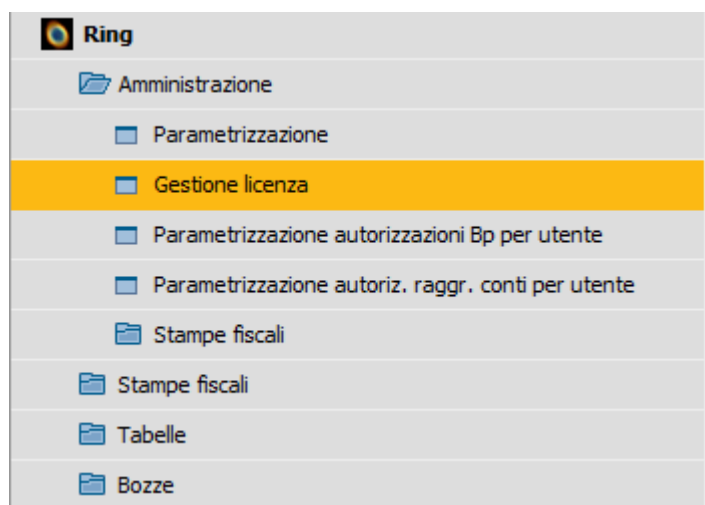 Ring
Amministrazione
Parametrizzazione
Gestione licenza
Parametrizzazione autorizzazioni Bp per utente
Parametrizzazione autoriz. raggr. conti per utente
Stampe fiscali
Stampe fiscali
Tabelle
Bozze